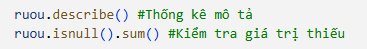 ruou.describe() #Thống kê mô tả
ruou.isnull().sum() #Kiểm tra giá trị thiếu